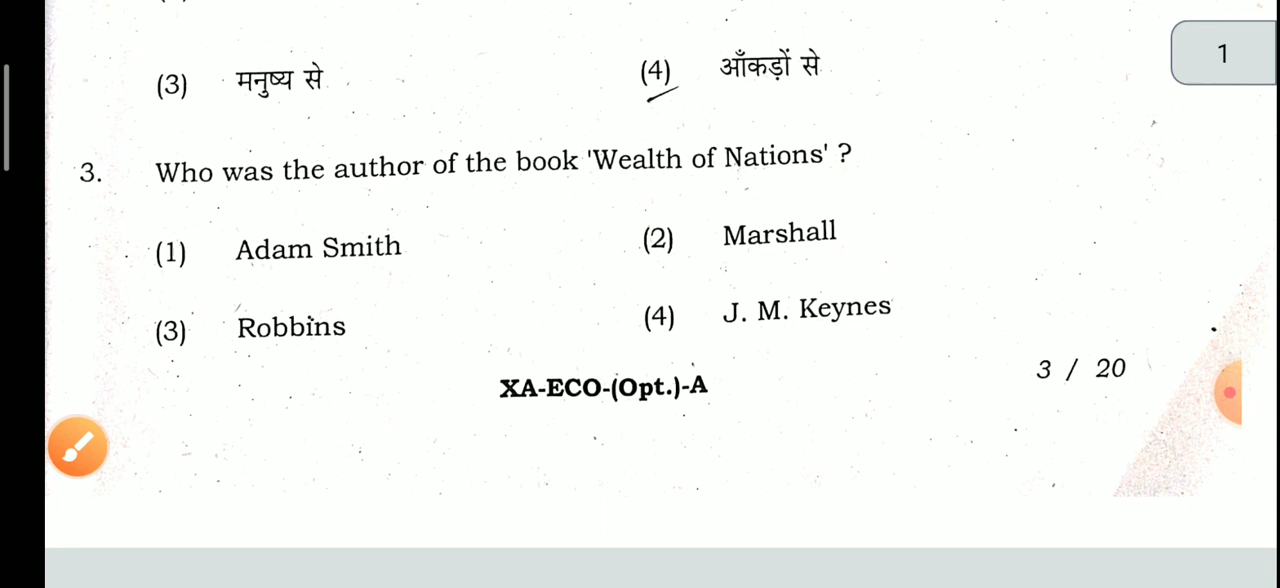 (3) मनुष्य से (4) आँकड़ों से
1
3. Who was the author of the book 'Wealth of Nations' ?
(1) Adam Smith (2) Marshall
(3) Robbins (4) J. M. Keynes
XA-ECO-(Opt.)-A 3 / 20